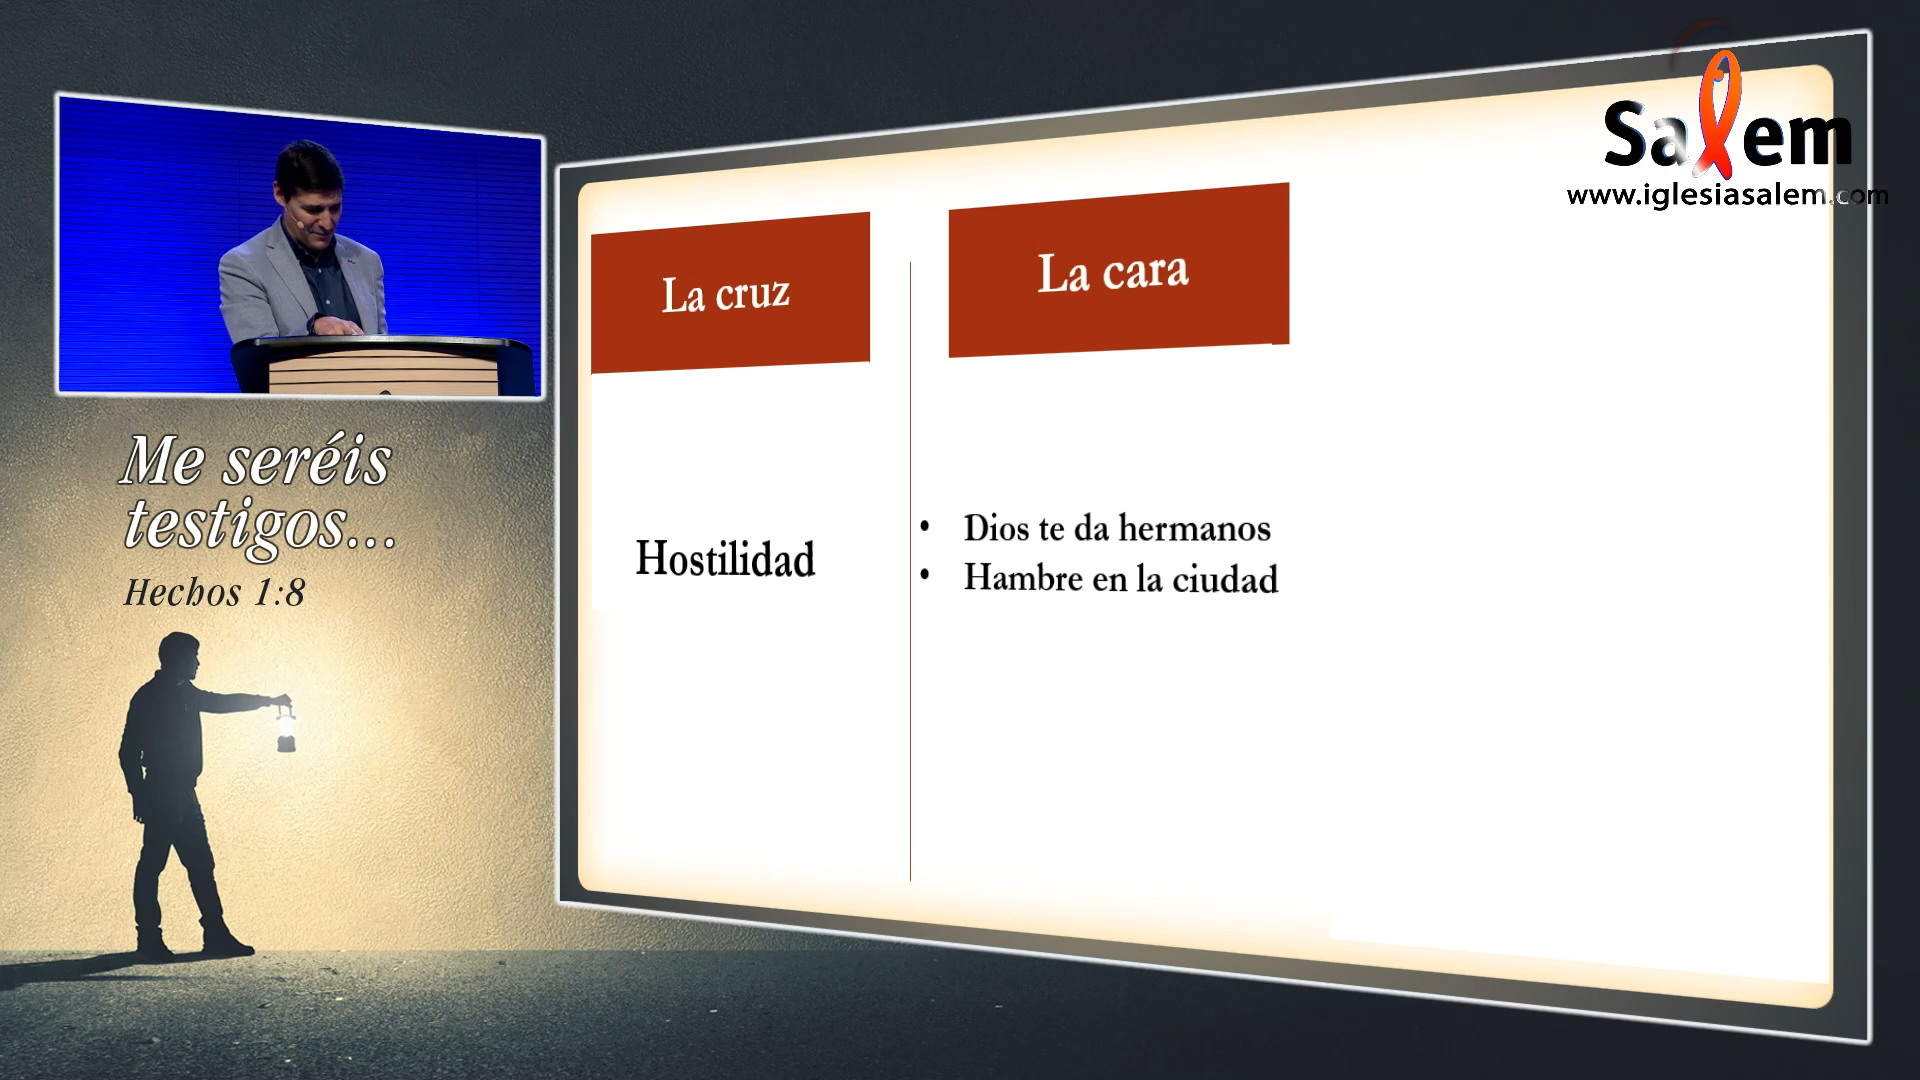 Salem
www.iglesiasalem.com
Me seréis
testigos...
Hechos 1:8
La cruz
La cara
Hostilidad
• Dios te da hermanos
• Hambre en la ciudad